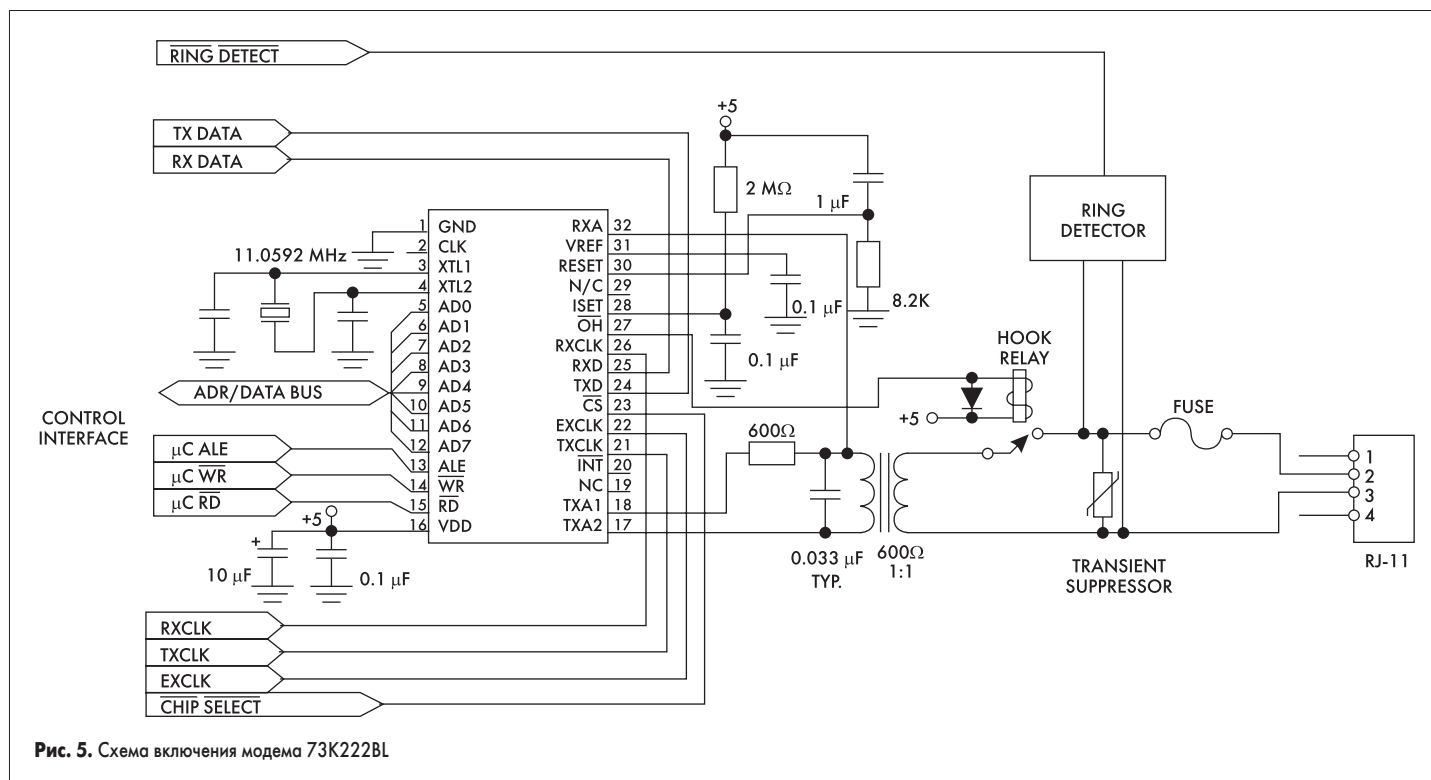 RING DETECT
TX DATA
RX DATA
+5
2 MΩ
1 µF
RING
DETECTOR
8.2K
0.1 µF
0.1 µF
11.0592 MHz
1 GND
2 CLK
3 XTL1
4 XTL2
5 AD0
6 AD1
7 AD2
8 AD3
9 AD4
10 AD5
11 AD6
12 AD7
13 ALE
14 WR
15 RD
16 VDD
RXA 32
VREF 31
RESET 30
N/C 29
ISET 28
OH 27
RXCLK 26
RXD 25
TXD 24
CS 23
EXCLK 22
TXCLK 21
INT 20
NC 19
TXA1 18
TXA2 17
ADR/DATA BUS
CONTROL
INTERFACE
µC ALE
µC WR
µC RD
+5
+
10 µF
0.1 µF
HOOK
RELAY
+5
600Ω
FUSE
0.033 µF
TYP.
600Ω
1:1
TRANSIENT
SUPPRESSOR
1
2
3
4
RJ-11
RXCLK
TXCLK
EXCLK
CHIP SELECT
Рис. 5. Схема включения модема 73K222BL